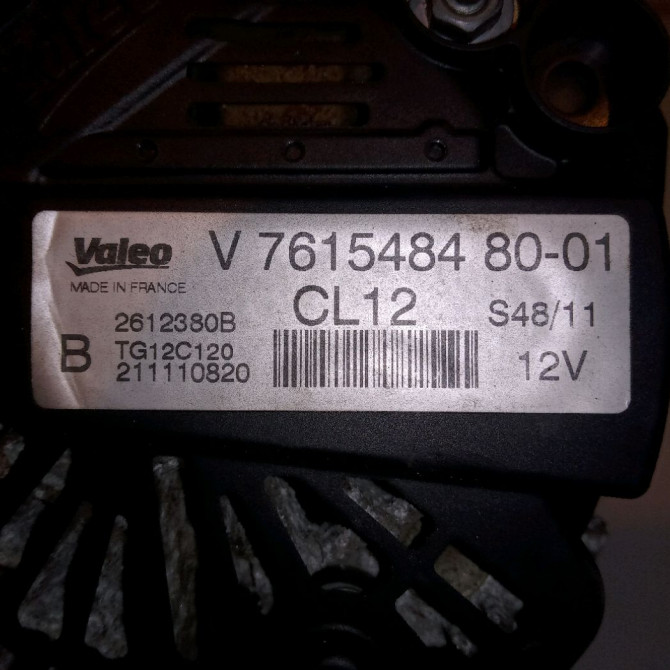 Valeo V 7615484 80-01
MADE IN FRANCE
CL12
S48/11
2612380B
B
TG12C120
211110820
12V